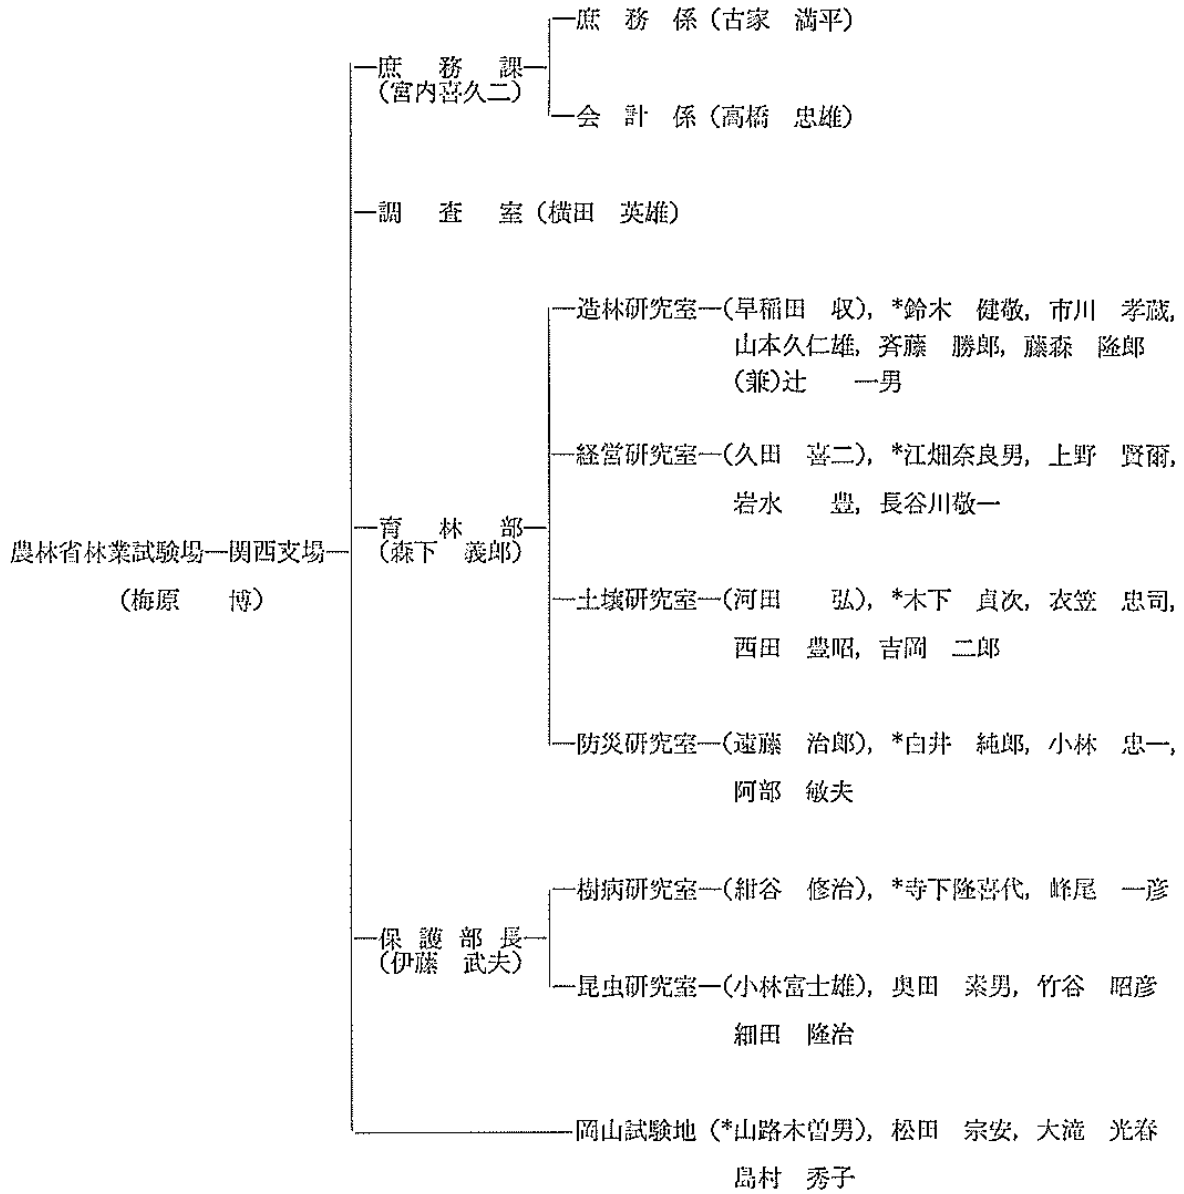 庶務係（古家　満平）
庶務課
（宮内喜久二）
会計係（高橋　忠雄）
調査室（横田　英雄）
造林研究室（早稲田　収），*鈴木　健敬，市川　孝蔵，
山本久仁雄，斉藤　勝郎，藤森　隆郎
（兼）辻　一男
経営研究室（久田　喜二），*江畑奈良男，上野　賢爾，
岩水　豊，長谷川敬一
育林部
（森下　義郎）
農林省林業試験場　関西支場
（梅原　博）
土壌研究室（河田　弘），*木下　貞次，衣笠　忠司，
西田　豊昭，吉岡　二郎
防災研究室（遠藤　治郎），*白井　純郎，小林　忠一，
阿部　敏夫
樹病研究室（紺谷　修治），*寺下隆喜代，峰尾　一彦
保護部長
（伊藤　武夫）
昆虫研究室（小林富士雄），奥田　素男，竹谷　昭彦
細田　隆治
岡山試験地（*山路木曽男），松田　宗安，大滝　光春
島村　秀子